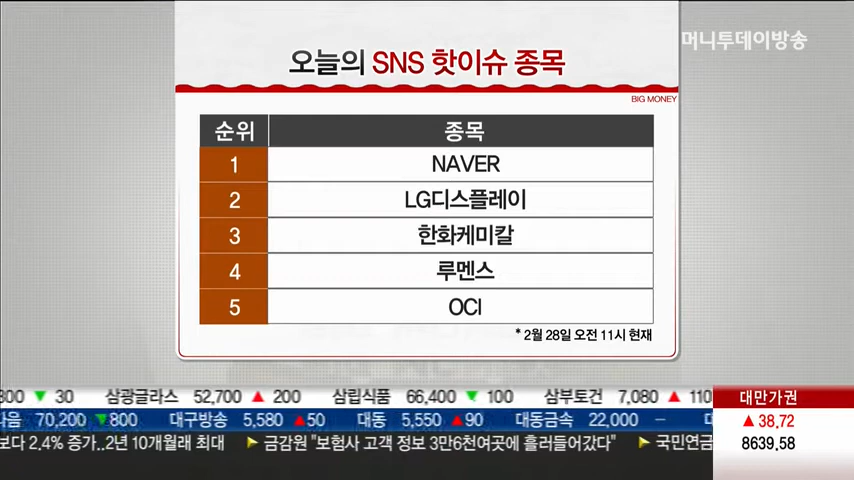 머니투데이방송
오늘의 SNS 핫이슈 종목
BIG MONEY
순위 종목
1 NAVER
2 LG디스플레이
3 한화케미칼
4 루멘스
5 OCI
* 2월 28일 오전 11시 현재
300 ▼ 30 삼광글라스 52,700 ▲ 200 삼립식품 66,400 ▼ 100 삼부토건 7,080 ▲ 110
70,200 ▼800 대구방송 5,580 ▲50 대동 5,550 ▲90 대동금속 22,000 −
보다 2.4% 증가..2년 10개월래 최대 ▶ 금감원 "보험사 고객 정보 3만6천여곳에 흘러들어갔다" ▶ 국민연금
대만가권
▲38,72
8639,58